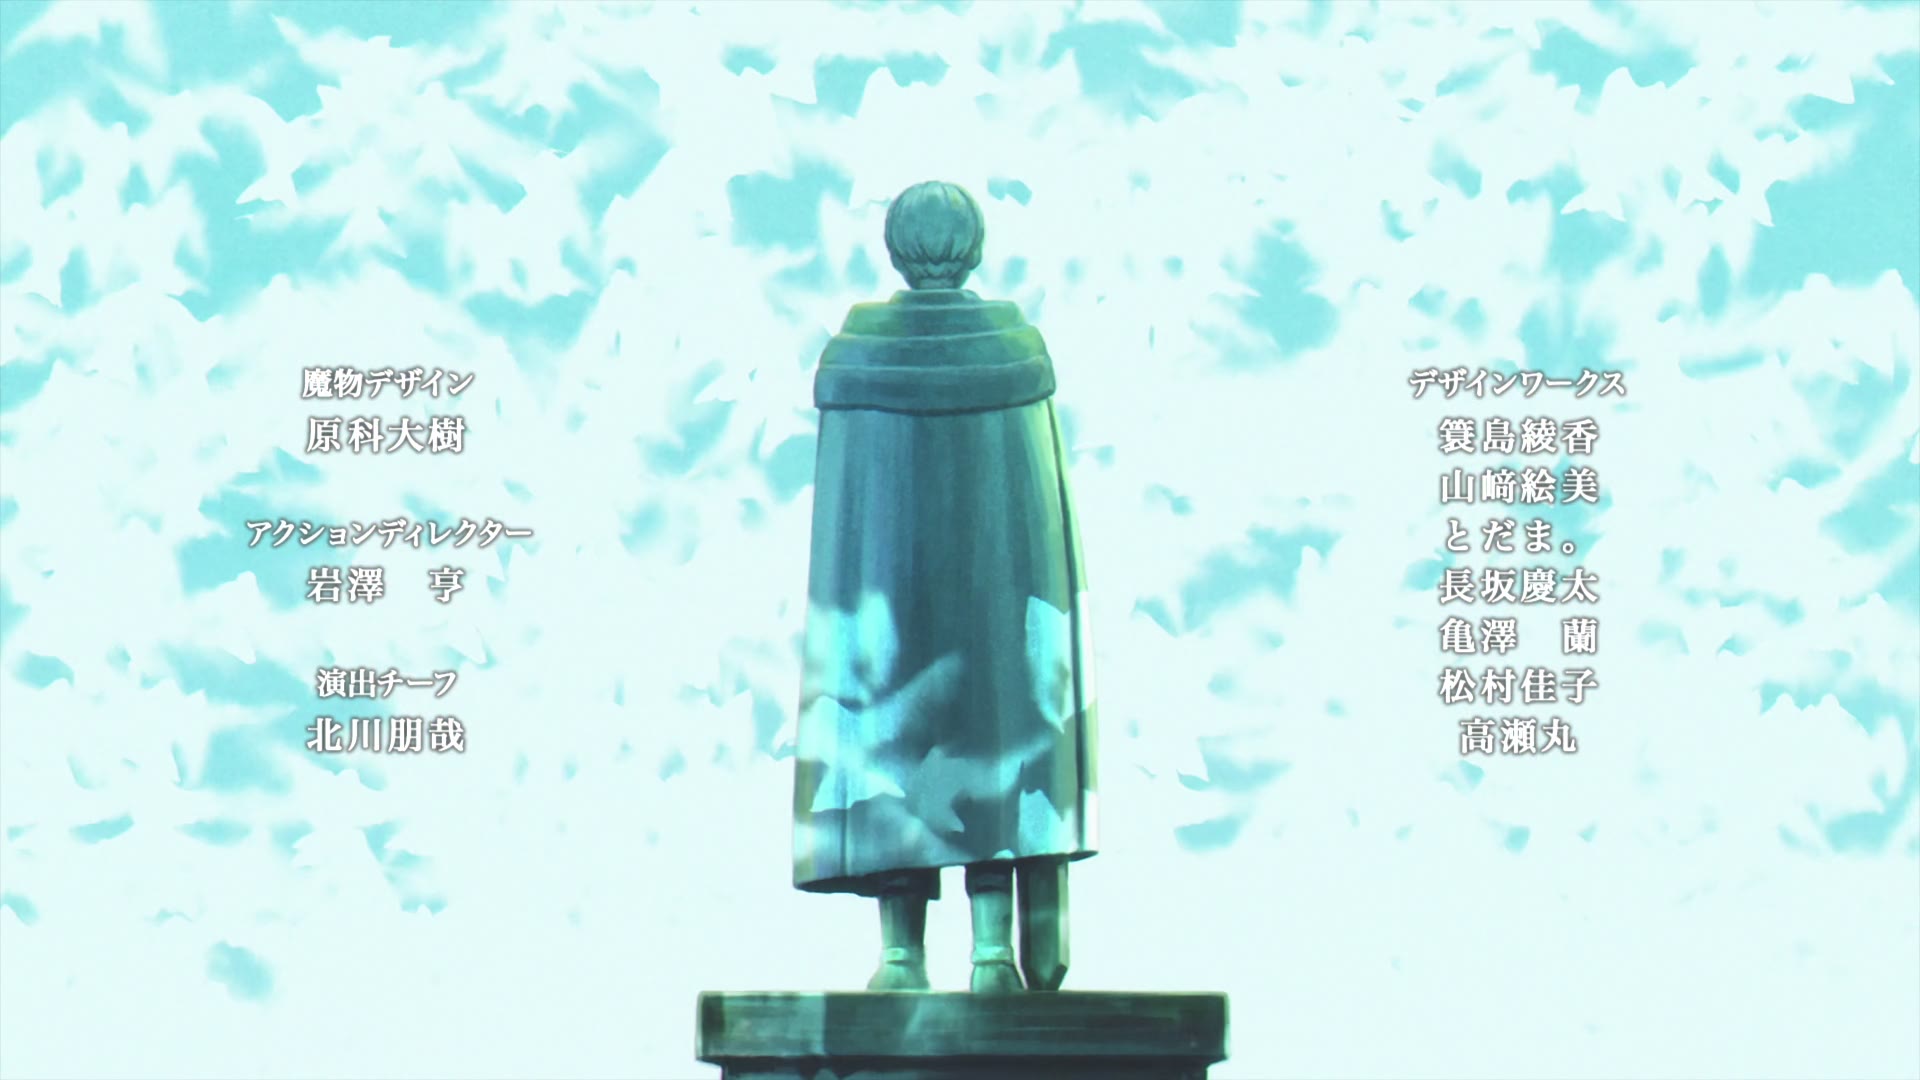 魔物デザイン
原科大樹
アクションディレクター
岩澤　亨
演出チーフ
北川朋哉
デザインワークス
簑島綾香
山﨑絵美
とだま。
長坂慶太
亀澤　蘭
松村佳子
高瀬丸